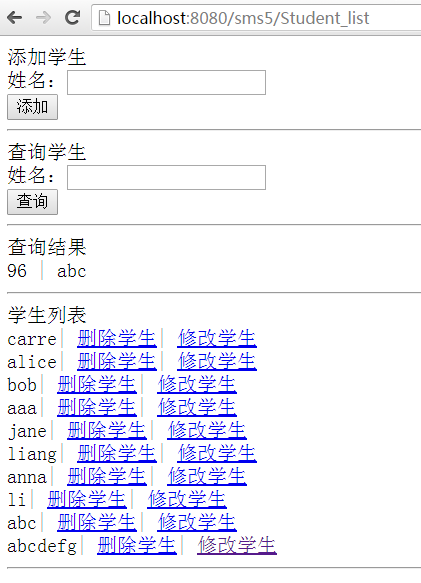 localhost:8080/sms5/Student_list
添加学生
姓名：
添加
查询学生
姓名：
查询
查询结果
96 | abc
学生列表
carre| 删除学生| 修改学生
alice| 删除学生| 修改学生
bob| 删除学生| 修改学生
aaa| 删除学生| 修改学生
jane| 删除学生| 修改学生
liang| 删除学生| 修改学生
anna| 删除学生| 修改学生
li| 删除学生| 修改学生
abc| 删除学生| 修改学生
abcdefg| 删除学生| 修改学生